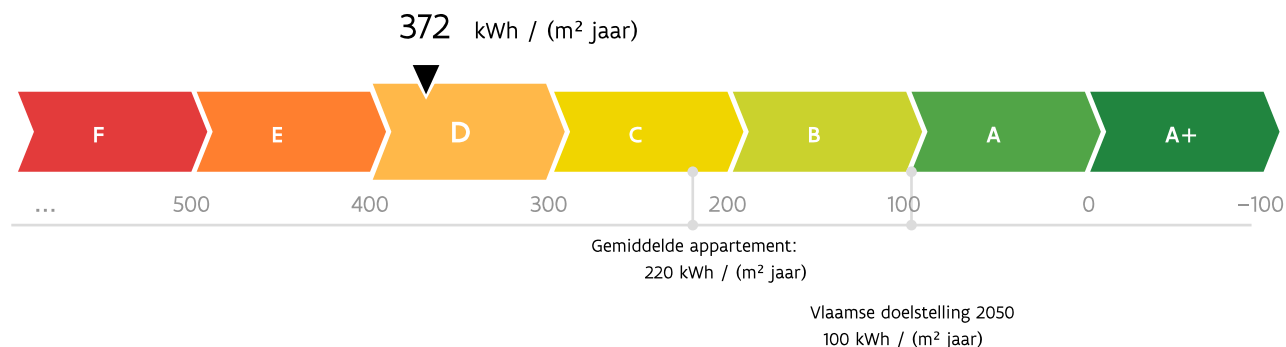 372 kWh / (m² jaar)
F E D C B A A+
... 500 400 300 200 100 0 −100
Gemiddelde appartement:
220 kWh / (m² jaar)
Vlaamse doelstelling 2050
100 kWh / (m² jaar)